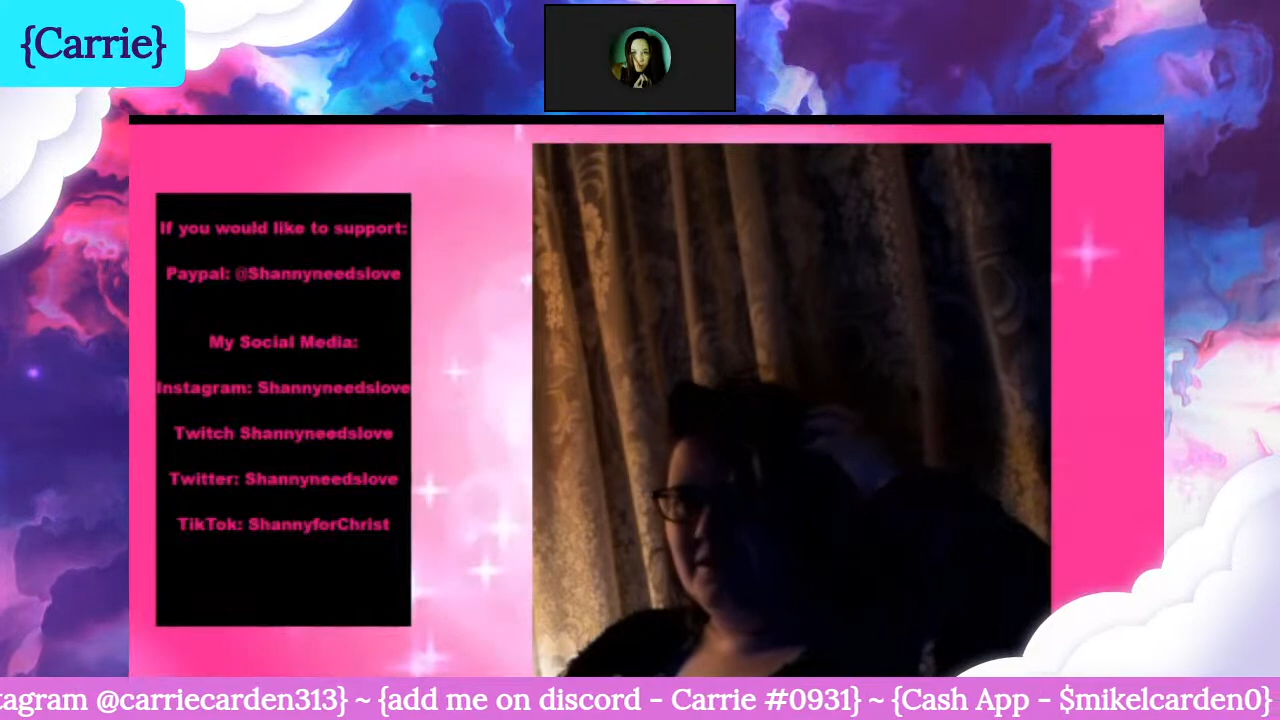 {Carrie}
If you would like to support:
Paypal: @Shannyneedslove
My Social Media:
Instagram: Shannyneedslove
Twitch Shannyneedslove
Twitter: Shannyneedslove
TikTok: ShannyforChrist
tagram @carriecarden313} ~ {add me on discord - Carrie #0931} ~ {Cash App - $mikelcarden0}